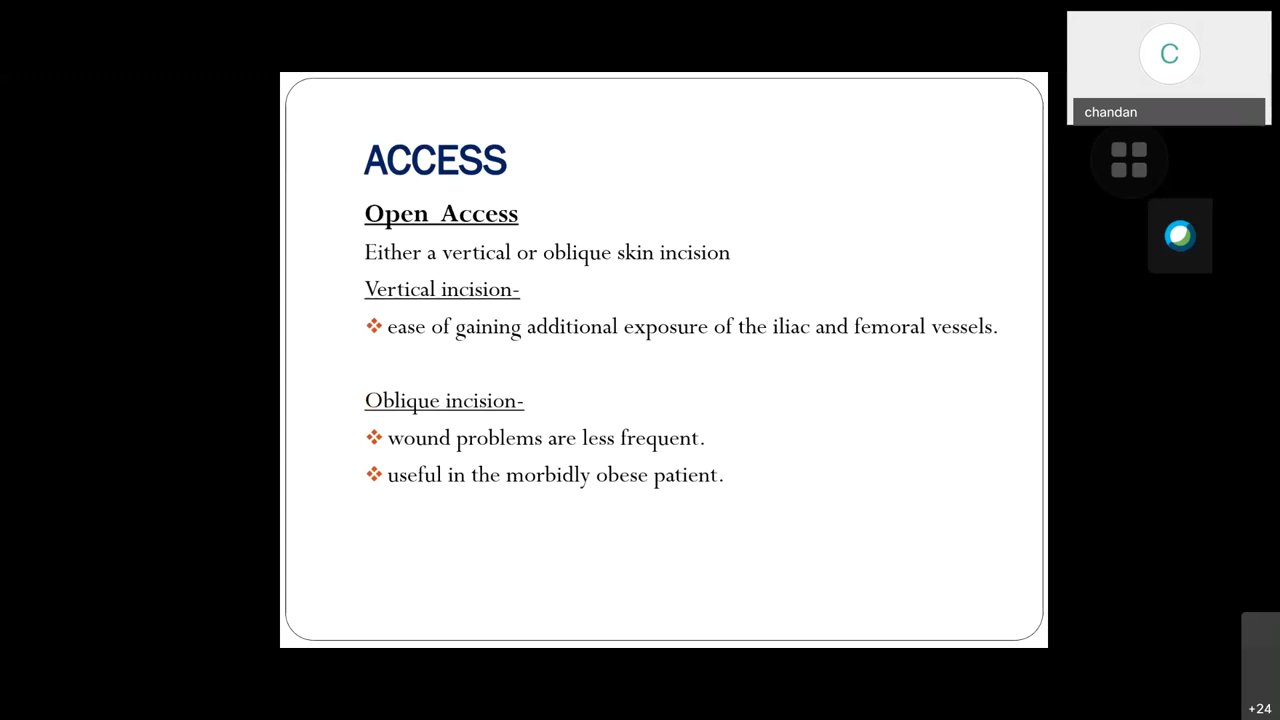 C
chandan
ACCESS
Open Access
Either a vertical or oblique skin incision
Vertical incision-
❖ ease of gaining additional exposure of the iliac and femoral vessels.
Oblique incision-
❖ wound problems are less frequent.
❖ useful in the morbidly obese patient.
+24